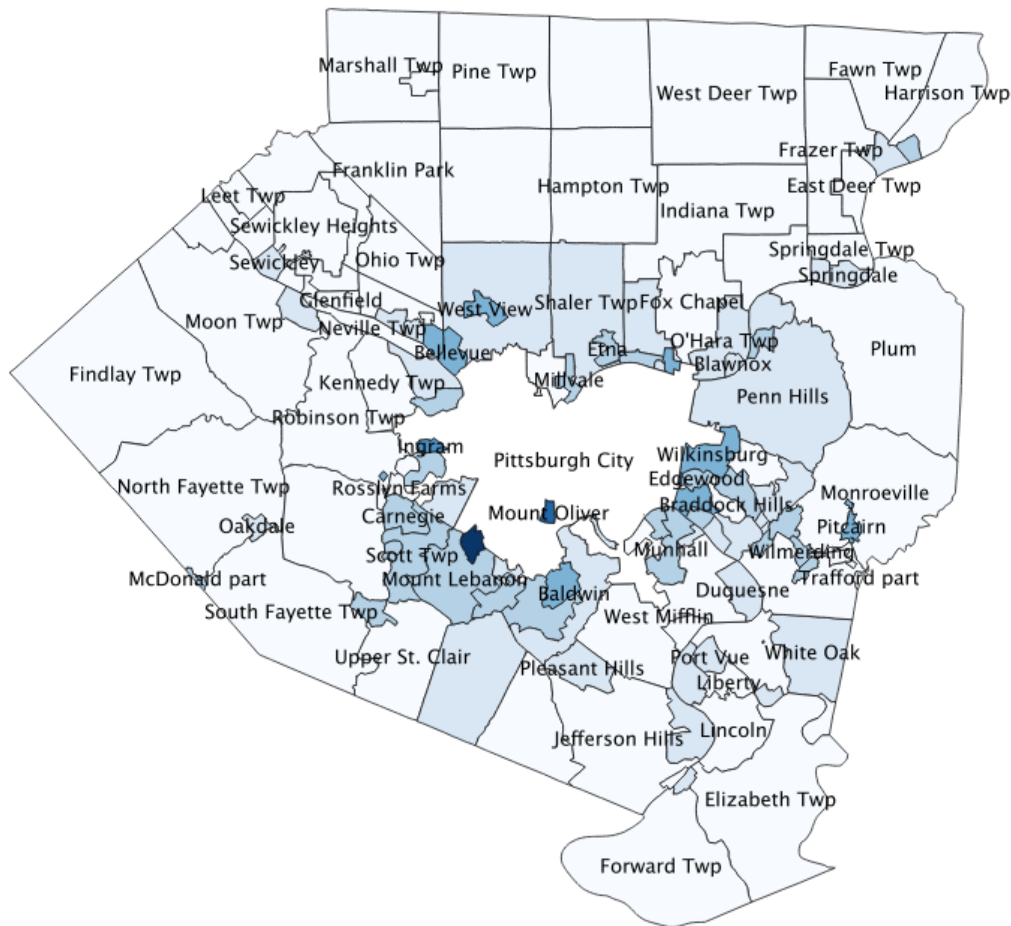 Marshall Twp
Pine Twp
Fawn Twp
West Deer Twp
Harrison Twp
Frazer Twp
Franklin Park
Hampton Twp
East Deer Twp
Leet Twp
Indiana Twp
Sewickley Heights
Springdale Twp
Sewickley
Ohio Twp
Springdale
Glenfield
West View
Shaler Twp
Fox Chapel
Moon Twp
Neville Twp
O'Hara Twp
Bellevue
Etna
Plum
Blawnox
Findlay Twp
Kennedy Twp
Millvale
Penn Hills
Robinson Twp
Ingram
Pittsburgh City
Wilkinsburg
Edgewood
North Fayette Twp
Rosslyn Farms
Monroeville
Braddock Hills
Carnegie
Mount Oliver
Oakdale
Pitcairn
Scott Twp
Munhall
Wilmerding
McDonald part
Mount Lebanon
Trafford part
Baldwin
Duquesne
South Fayette Twp
West Mifflin
Upper St. Clair
Port Vue
White Oak
Pleasant Hills
Liberty
Jefferson Hills
Lincoln
Elizabeth Twp
Forward Twp